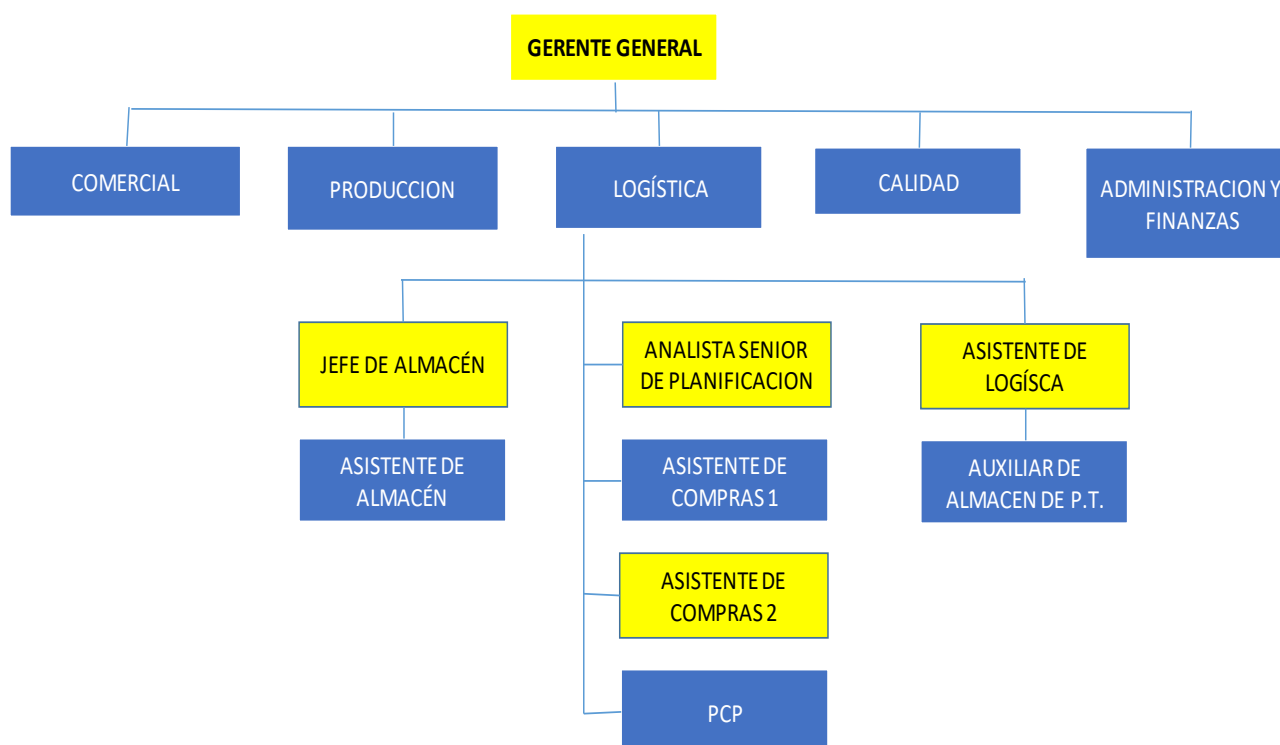 GERENTE GENERAL
COMERCIAL
PRODUCCION
LOGÍSTICA
CALIDAD
ADMINISTRACION Y
FINANZAS
JEFE DE ALMACÉN
ANALISTA SENIOR
DE PLANIFICACION
ASISTENTE DE
LOGÍSCA
ASISTENTE DE
ALMACÉN
ASISTENTE DE
COMPRAS 1
AUXILIAR DE
ALMACEN DE P.T.
ASISTENTE DE
COMPRAS 2
PCP